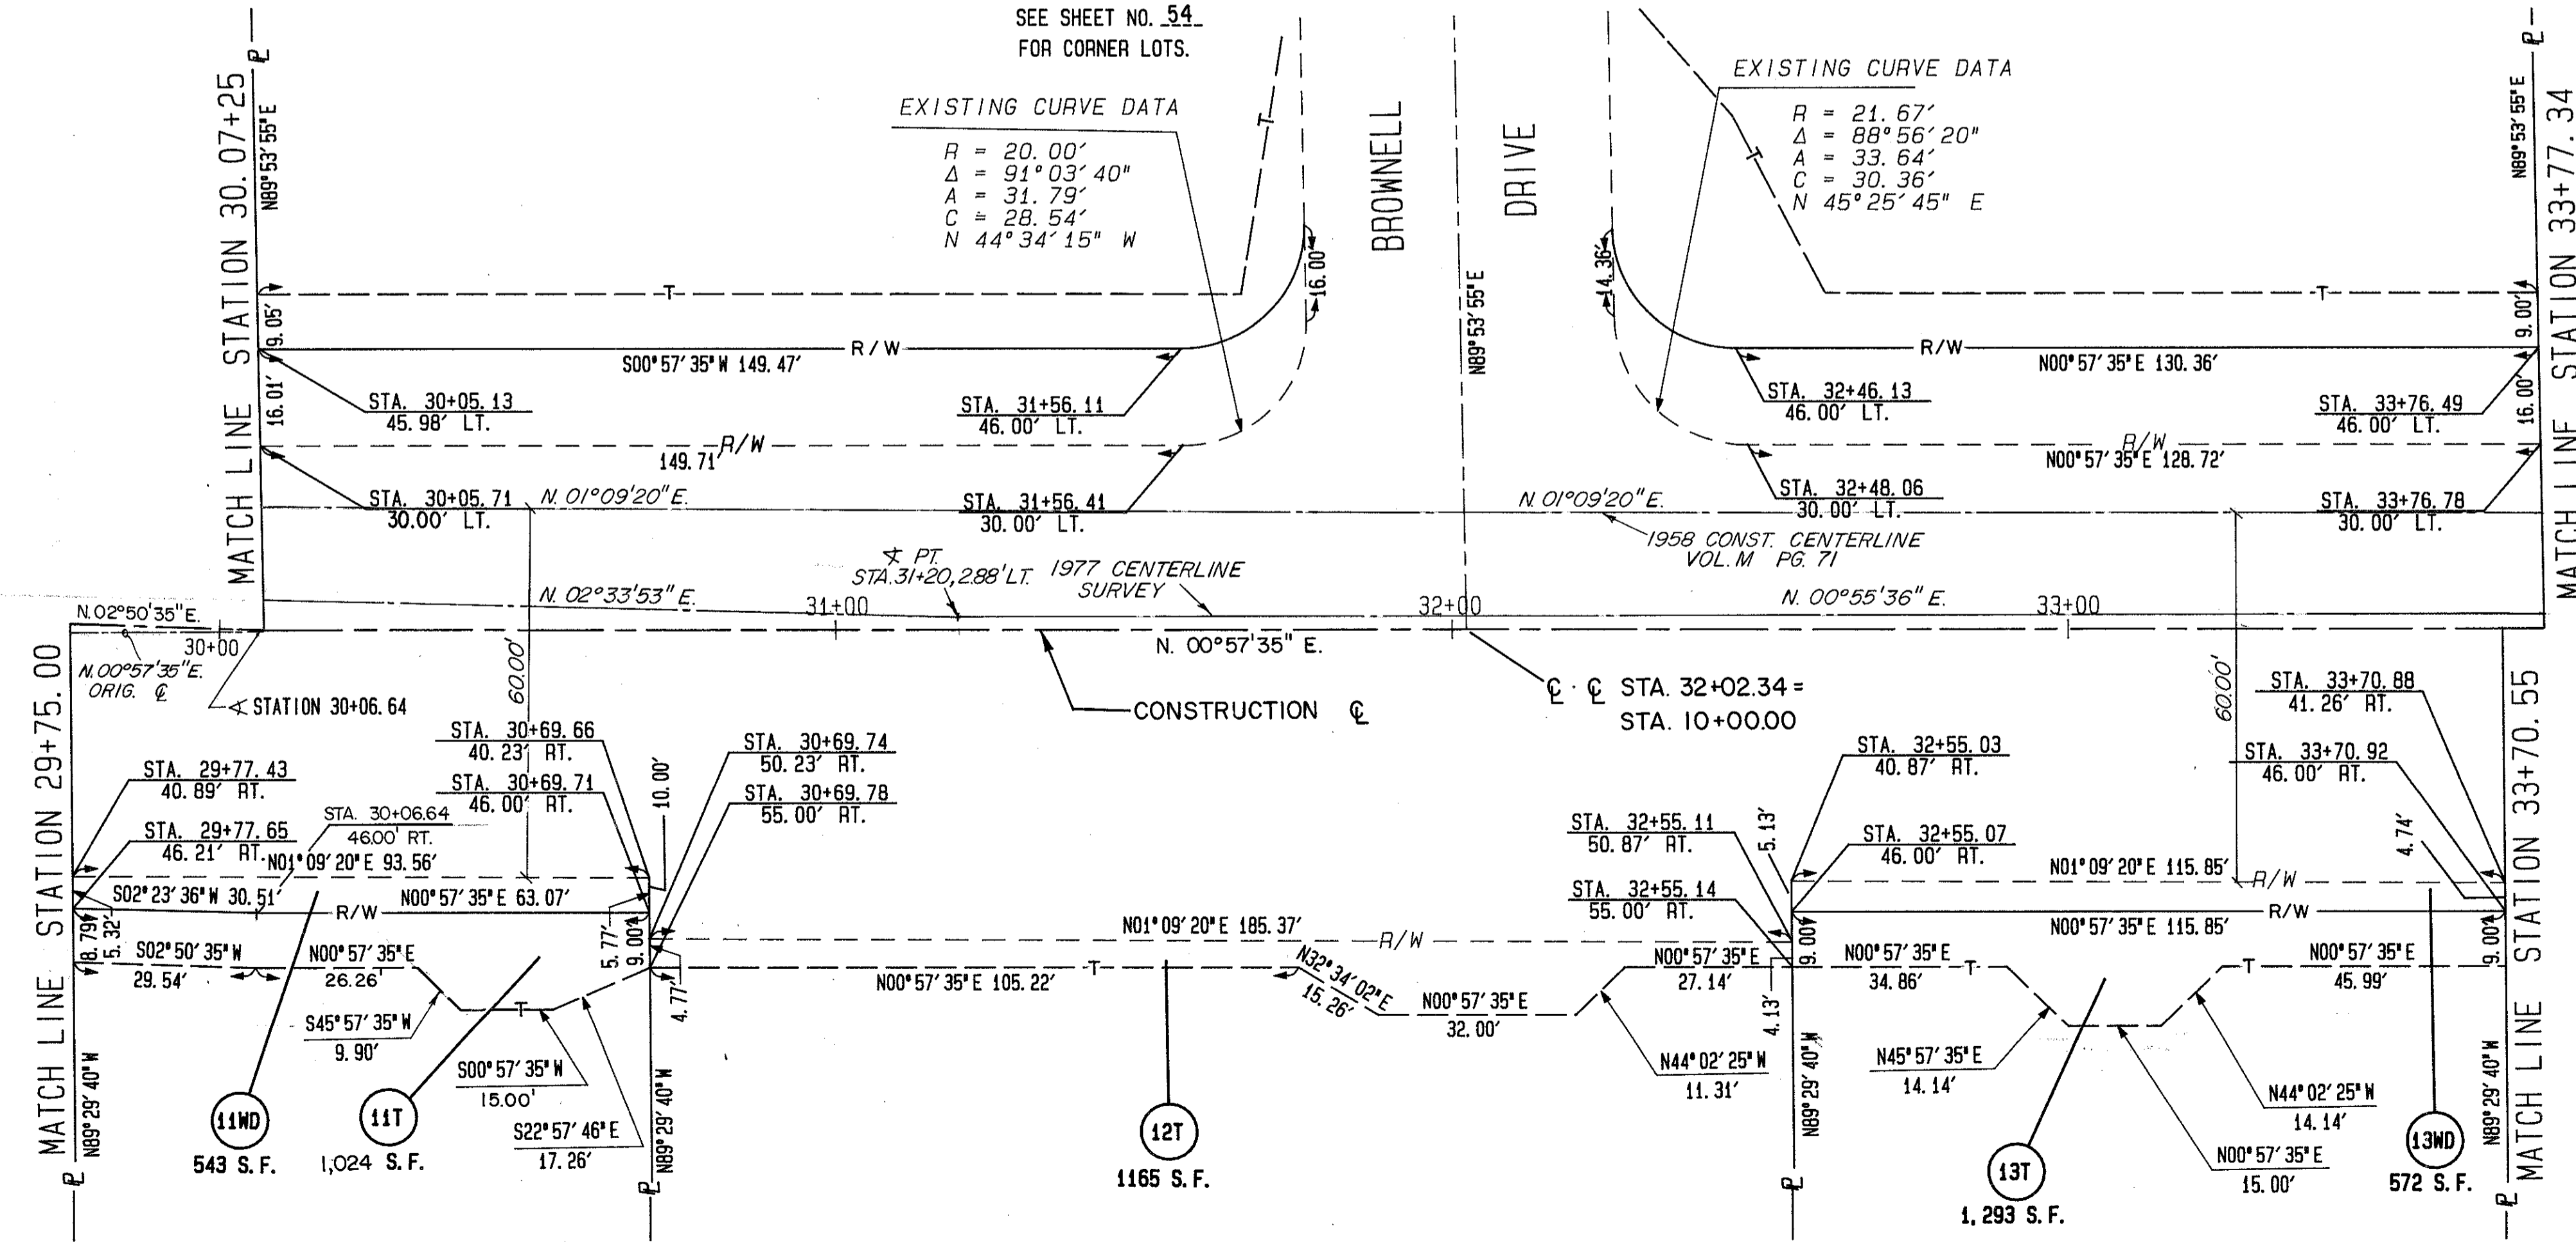 SEE SHEET NO. 54
FOR CORNER LOTS.
EXISTING CURVE DATA
R = 20.00'
Δ = 91°03'40"
A = 31.79'
C = 28.54'
N 44°34'15" W
BROWNELL
DRIVE
EXISTING CURVE DATA
R = 21.67'
Δ = 88°56'20"
A = 33.64'
C = 30.36'
N 45°25'45" E
MATCH LINE STATION 30.07+25
N89°53'55"E
℄
N89°53'55"E
MATCH LINE STATION 33+77.34
N89°53'55"E
T
T
T
T
16.00'
14.36'
9.05'
16.01'
9.00'
16.00'
R/W
S00°57'35"W 149.47'
R/W
N00°57'35"E 130.36'
STA. 30+05.13
45.98' LT.
STA. 31+56.11
46.00' LT.
STA. 32+46.13
46.00' LT.
STA. 33+76.49
46.00' LT.
R/W
149.71'
R/W
N00°57'35"E 128.72'
STA. 30+05.71
30.00' LT.
N. 01°09'20"E.
STA. 31+56.41
30.00' LT.
N. 01°09'20"E.
STA. 32+48.06
30.00' LT.
STA. 33+76.78
30.00' LT.
1958 CONST. CENTERLINE
VOL. M PG. 71
∢ PT.
STA.31+20, 2.88' LT.
1977 CENTERLINE
SURVEY
N. 02°33'53"E.
31+00
32+00
N. 00°55'36"E.
33+00
N. 02°50'35"E.
30+00
N. 00°57'35"E.
ORIG. ℄
N. 00°57'35"E.
∢ STATION 30+06.64
60.00'
CONSTRUCTION ℄
℄ · ℄ STA. 32+02.34 =
STA. 10+00.00
60.00'
MATCH LINE STATION 29+75.00
MATCH LINE STATION 33+70.55
STA. 33+70.88
41.26' RT.
STA. 33+70.92
46.00' RT.
STA. 30+69.66
40.23' RT.
STA. 30+69.71
46.00' RT.
10.00'
STA. 30+69.74
50.23' RT.
STA. 30+69.78
55.00' RT.
STA. 29+77.43
40.89' RT.
STA. 29+77.65
46.21' RT.
STA. 30+06.64
46.00' RT.
STA. 32+55.03
40.87' RT.
STA. 32+55.11
50.87' RT.
5.13'
STA. 32+55.07
46.00' RT.
STA. 32+55.14
55.00' RT.
4.74'
N01°09'20"E 93.56'
S02°23'36"W 30.51'
N00°57'35"E 63.07'
R/W
N01°09'20"E 185.37'
R/W
N01°09'20"E 115.85'
R/W
N00°57'35"E 115.85'
R/W
8.79'
5.32'
S02°50'35"W
29.54'
N00°57'35"E
26.26'
5.77'
9.00'
4.77'
T
N00°57'35"E 105.22'
T
N32°34'02"E
15.26'
N00°57'35"E
32.00'
N00°57'35"E
27.14'
4.13'
9.00'
N00°57'35"E
34.86'
T
T
N00°57'35"E
45.99'
9.00'
S45°57'35"W
9.90'
S00°57'35"W
15.00'
S22°57'46"E
17.26'
N44°02'25"W
11.31'
N45°57'35"E
14.14'
N44°02'25"W
14.14'
N00°57'35"E
15.00'
N89°29'40"W
N89°29'40"W
N89°29'40"W
N89°29'40"W
11WD
543 S.F.
11T
1,024 S.F.
12T
1165 S.F.
13T
1,293 S.F.
13WD
572 S.F.